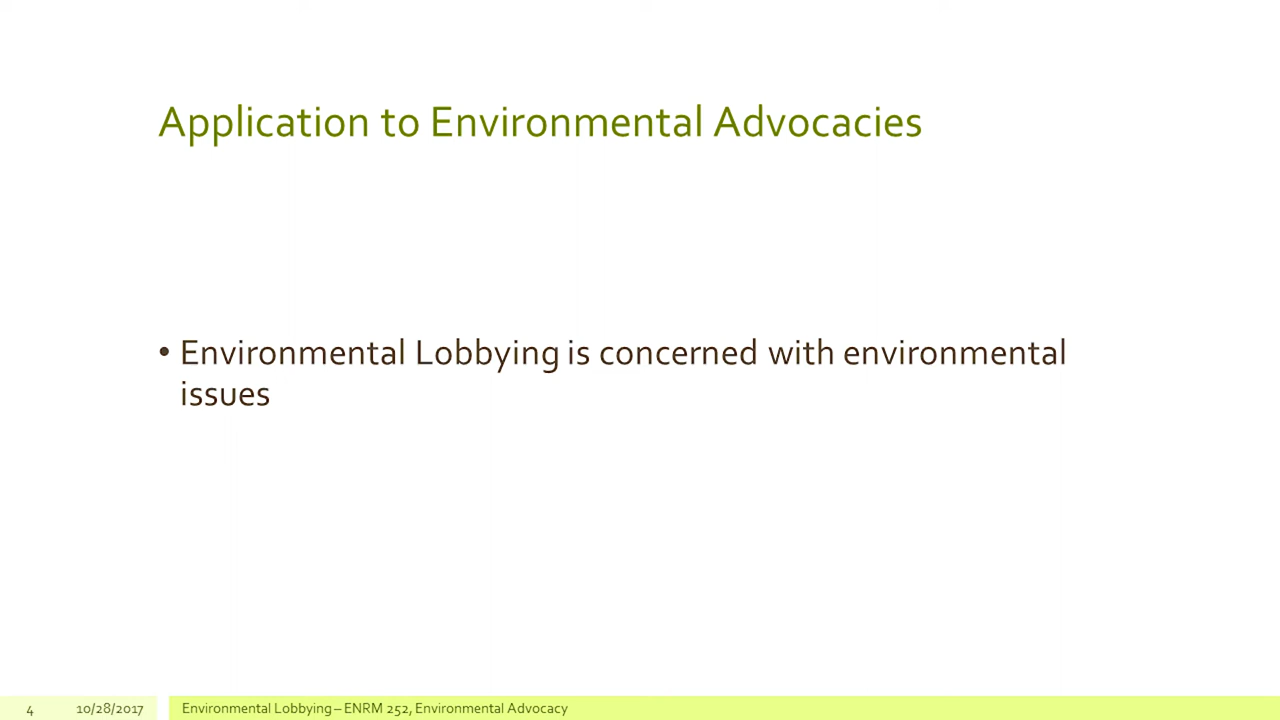 Application to Environmental Advocacies
• Environmental Lobbying is concerned with environmental
issues
4 10/28/2017 Environmental Lobbying – ENRM 252, Environmental Advocacy